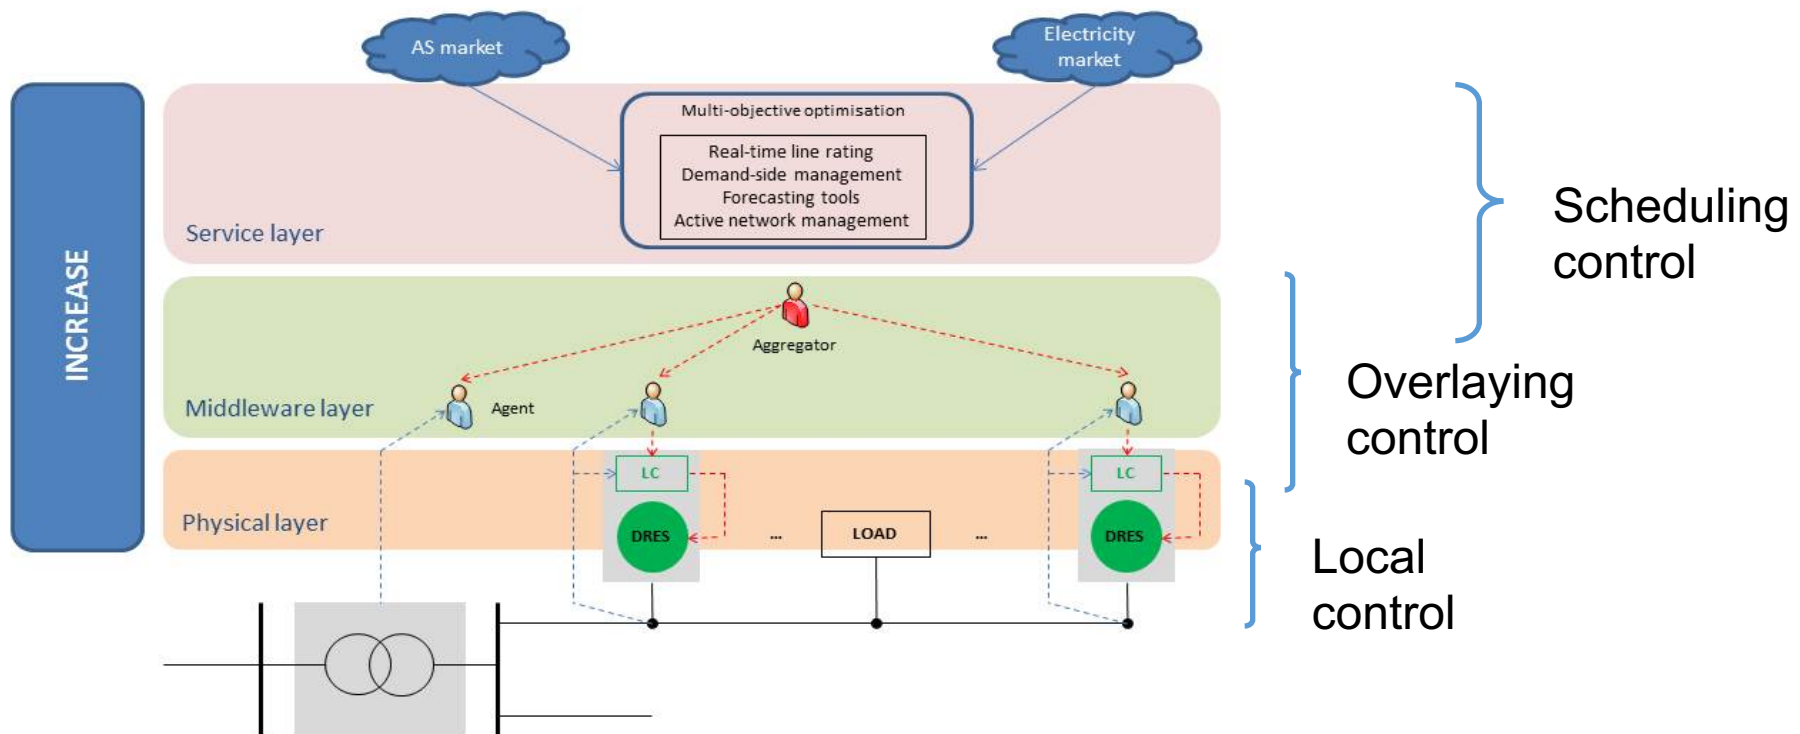 AS market
Electricity
market
INCREASE
Multi-objective optimisation
Real-time line rating
Demand-side management
Forecasting tools
Active network management
Service layer
Scheduling
control
Aggregator
Agent
Middleware layer
Overlaying
control
LC
LC
Physical layer
DRES
...
LOAD
...
DRES
Local
control